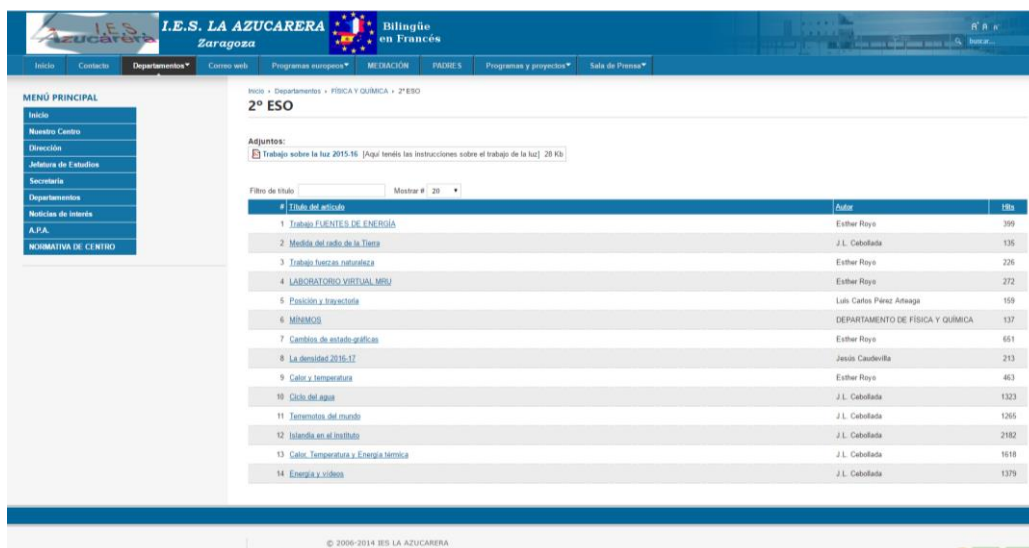 I.E.S. Azucarera
I.E.S. LA AZUCARERA
Zaragoza
Bilingüe
en Francés
buscar...
Inicio Contacto Departamentos Correo web Programas europeos MEDIACIÓN PADRES Programas y proyectos Sala de Prensa
MENÚ PRINCIPAL
Inicio
Nuestro Centro
Dirección
Jefatura de Estudios
Secretaría
Departamentos
Noticias de interés
A.P.A.
NORMATIVA DE CENTRO
Inicio Departamentos FÍSICA Y QUÍMICA 2º ESO
2º ESO
Adjuntos:
Trabajo sobre la luz 2015-16 [Aquí tenéis las instrucciones sobre el trabajo de la luz] 28 Kb
Filtro de título Mostrar # 20
# Título del artículo Autor Hits
1 Trabajo FUENTES DE ENERGÍA Esther Royo 399
2 Medida del radio de la Tierra J.L. Cebollada 135
3 Trabajo fuerzas naturaleza Esther Royo 226
4 LABORATORIO VIRTUAL MRU Esther Royo 272
5 Posición y trayectoria Luis Carlos Pérez Arteaga 159
6 MÍNIMOS DEPARTAMENTO DE FÍSICA Y QUÍMICA 137
7 Cambios de estado-gráficas Esther Royo 651
8 La densidad 2016-17 Jesús Caudevilla 213
9 Calor y temperatura Esther Royo 463
10 Ciclo del agua J.L. Cebollada 1323
11 Terremotos del mundo J.L. Cebollada 1265
12 Islandia en el instituto J.L. Cebollada 2182
13 Calor, Temperatura y Energía térmica J.L. Cebollada 1618
14 Energía y vídeos J.L. Cebollada 1379
© 2006-2014 IES LA AZUCARERA